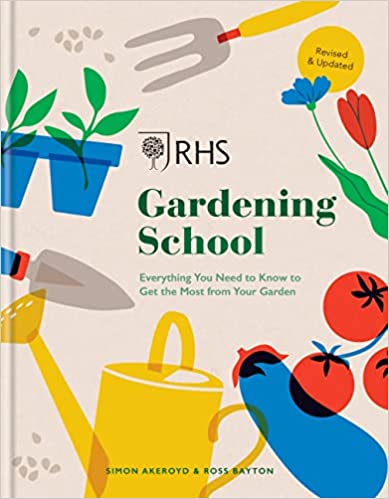 Revised
& Updated
RHS
Gardening
School
Everything You Need to Know to
Get the Most from Your Garden
SIMON AKEROYD & ROSS BAYTON